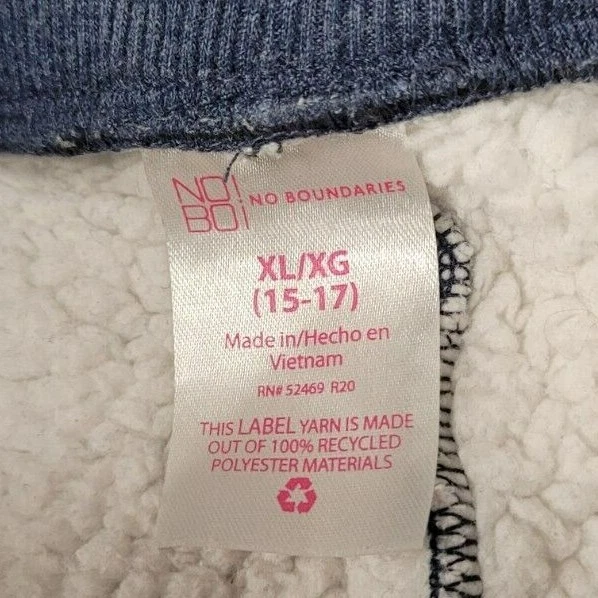 NO!
BO!
NO BOUNDARIES
XL/XG
(15-17)
Made in/Hecho en
Vietnam
RN# 52469 R20
THIS LABEL YARN IS MADE
OUT OF 100% RECYCLED
POLYESTER MATERIALS